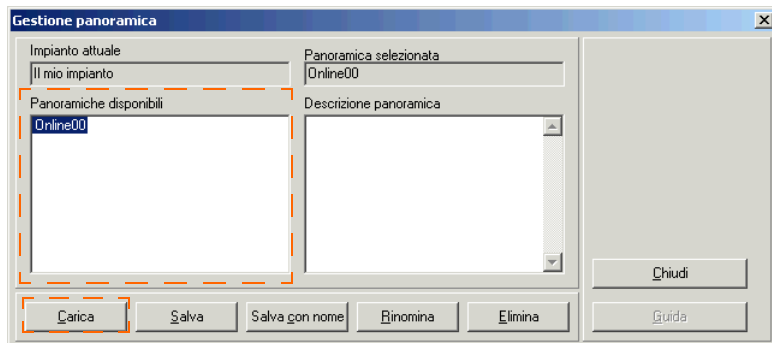 Gestione panoramica
Impianto attuale
Il mio impianto
Panoramica selezionata
Online00
Panoramiche disponibili
Online00
Descrizione panoramica
Chiudi
Carica
Salva
Salva con nome
Rinomina
Elimina
Guida